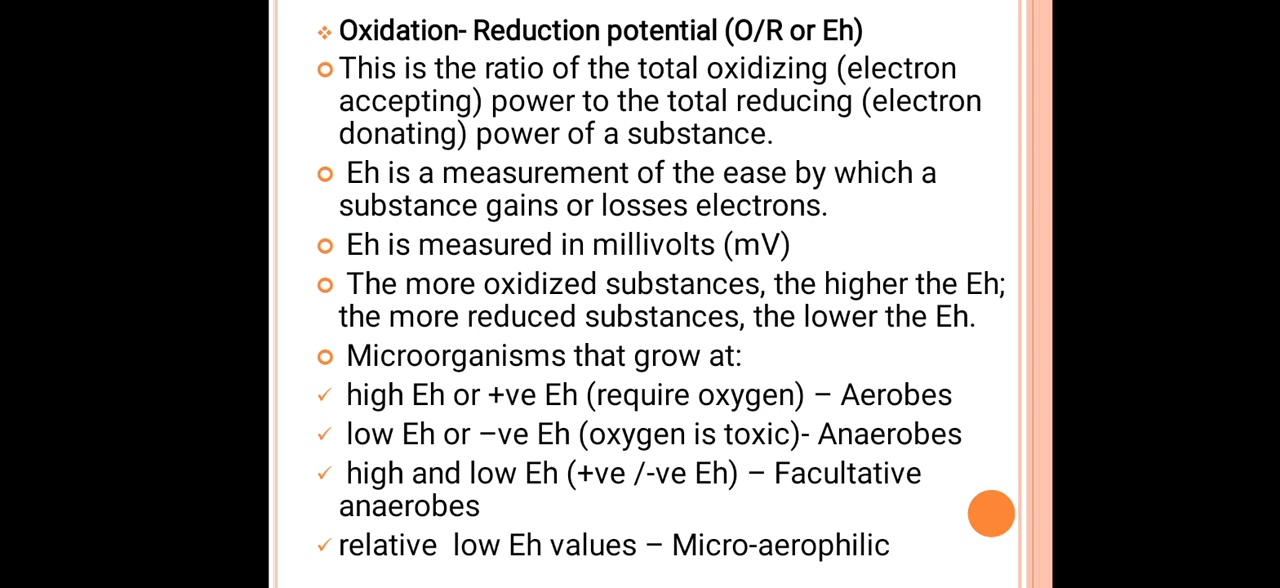 Oxidation- Reduction potential (O/R or Eh)
This is the ratio of the total oxidizing (electron
accepting) power to the total reducing (electron
donating) power of a substance.
Eh is a measurement of the ease by which a
substance gains or losses electrons.
Eh is measured in millivolts (mV)
The more oxidized substances, the higher the Eh;
the more reduced substances, the lower the Eh.
Microorganisms that grow at:
high Eh or +ve Eh (require oxygen) – Aerobes
low Eh or –ve Eh (oxygen is toxic)- Anaerobes
high and low Eh (+ve /-ve Eh) – Facultative
anaerobes
relative  low Eh values – Micro-aerophilic